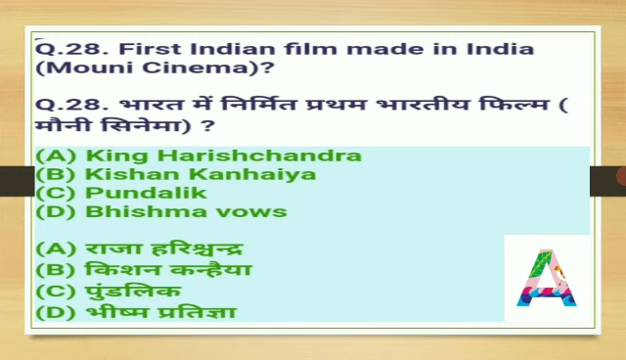 Q.28. First Indian film made in India
(Mouni Cinema)?
Q.28. भारत में निर्मित प्रथम भारतीय फिल्म (
मौनी सिनेमा) ?
(A) King Harishchandra
(B) Kishan Kanhaiya
(C) Pundalik
(D) Bhishma vows
(A) राजा हरिश्चन्द्र
(B) किशन कन्हैया
(C) पुंडलिक
(D) भीष्म प्रतिज्ञा
A